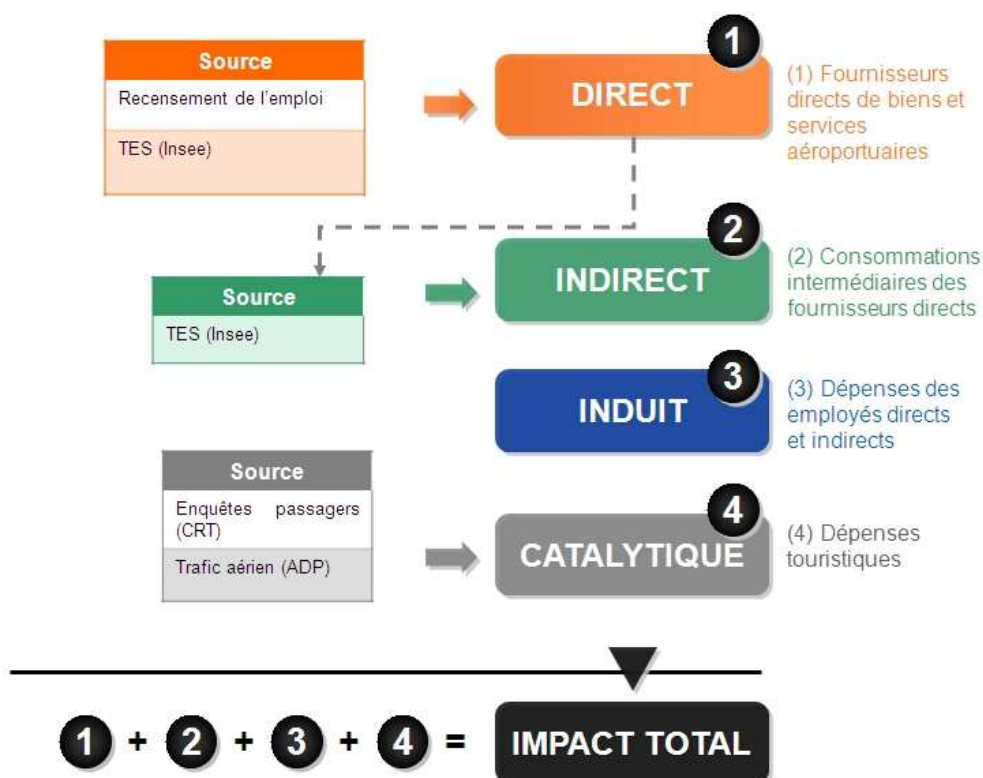 Source
Recensement de l'emploi
TES (Insee)
1
DIRECT
(1) Fournisseurs
directs de biens et
services
aéroportuaires
Source
TES (Insee)
2
INDIRECT
(2) Consommations
intermédiaires des
fournisseurs directs
3
INDUIT
(3) Dépenses des
employés directs
et indirects
Source
Enquêtes passagers
(CRT)
Trafic aérien (ADP)
4
CATALYTIQUE
(4) Dépenses
touristiques
1 + 2 + 3 + 4 = IMPACT TOTAL